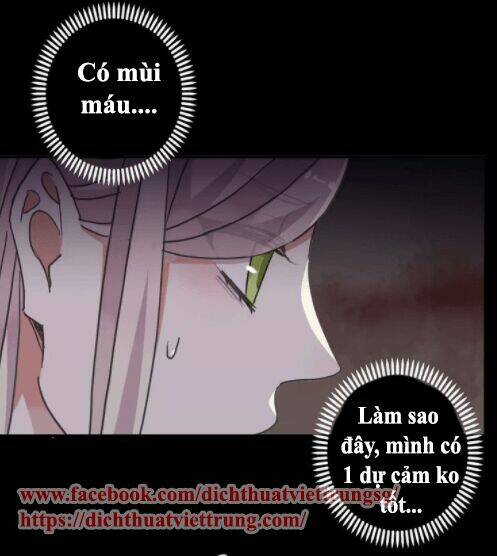 Có mùi
máu....
Làm sao
đây, mình có
1 dự cảm ko
tốt...
www.facebook.com/dichthuatviettrungsg/
https://dichthuatviettrung.com/